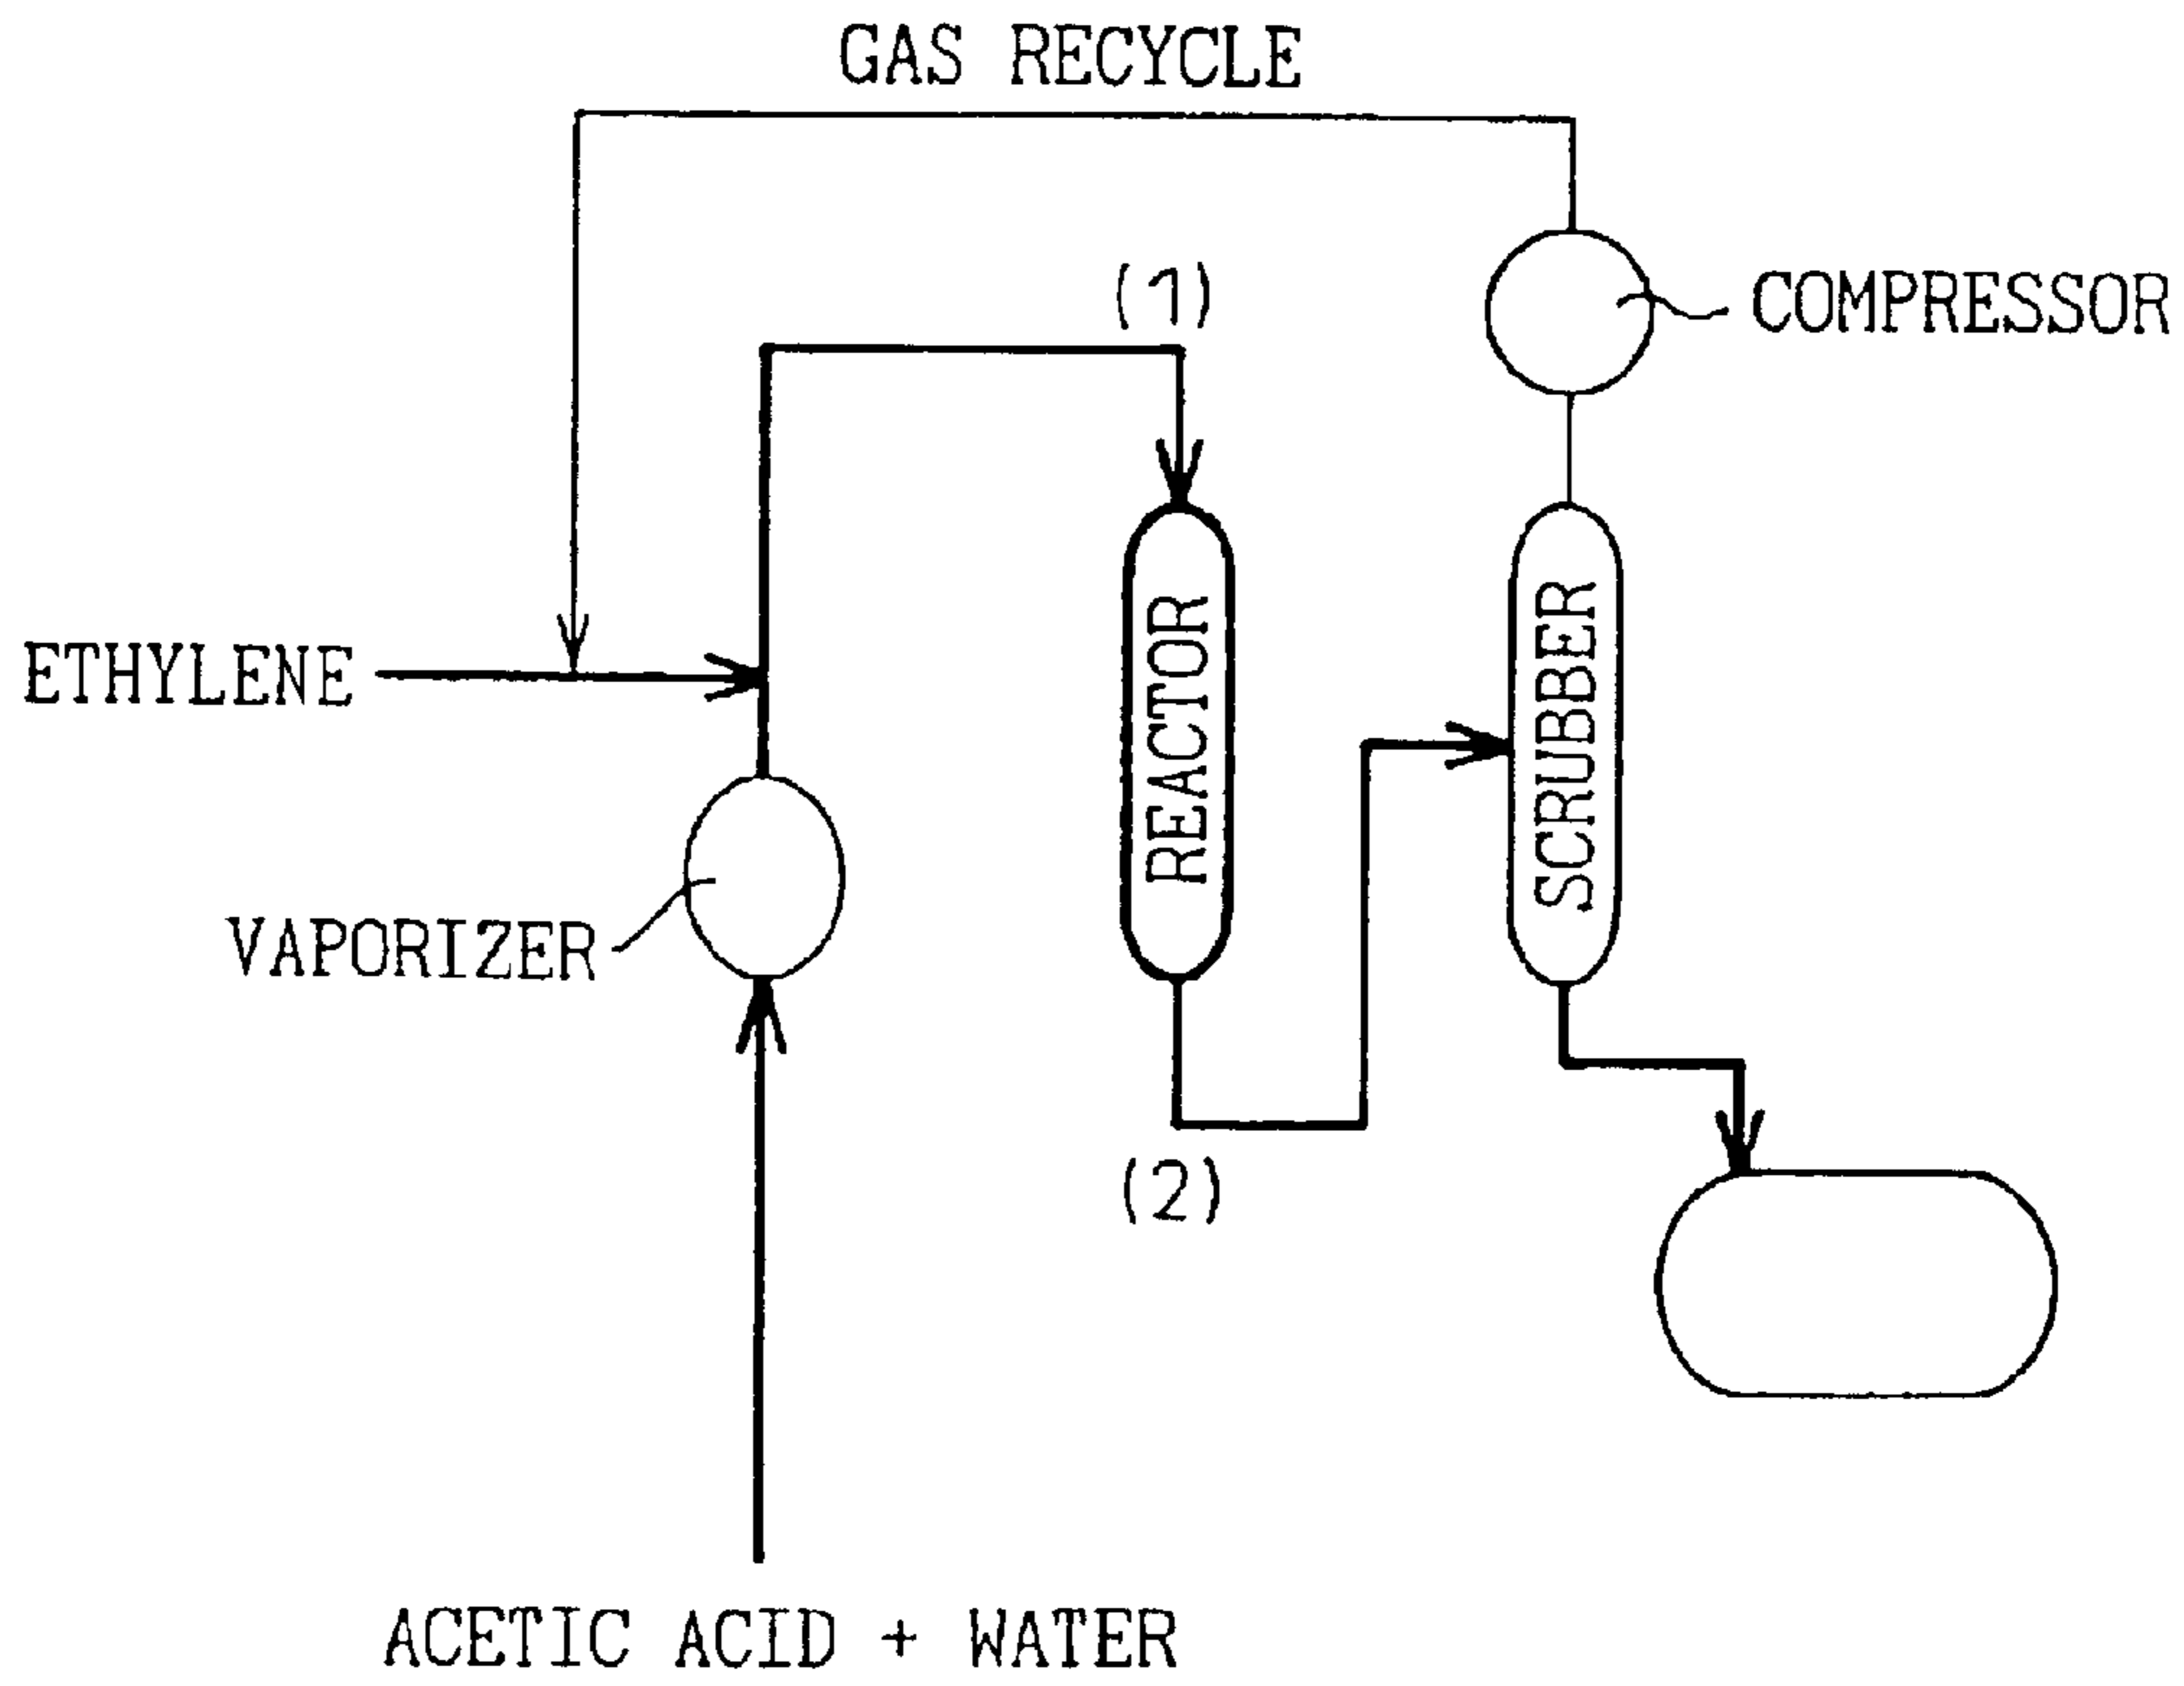 GAS RECYCLE
(1)
COMPRESSOR
ETHYLENE
REACTOR
SCRUBBER
VAPORIZER
(2)
ACETIC ACID + WATER